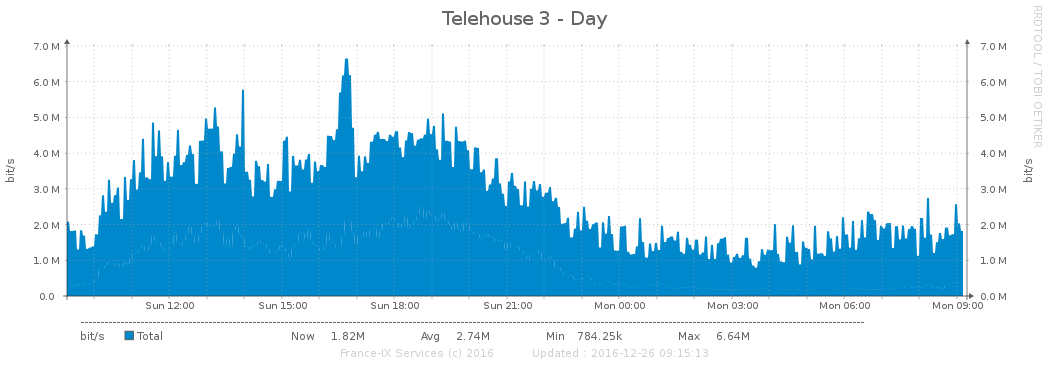 Telehouse 3 - Day
RRDTOOL / TOBI OETIKER
7.0 M 7.0 M
6.0 M 6.0 M
5.0 M 5.0 M
4.0 M 4.0 M
3.0 M 3.0 M
2.0 M 2.0 M
1.0 M 1.0 M
0.0 0.0 M
bit/s bit/s
Sun 12:00 Sun 15:00 Sun 18:00 Sun 21:00 Mon 00:00 Mon 03:00 Mon 06:00 Mon 09:00
bit/s Total Now 1.82M Avg 2.74M Min 784.25k Max 6.64M
France-IX Services (c) 2016 Updated : 2016-12-26 09:15:13